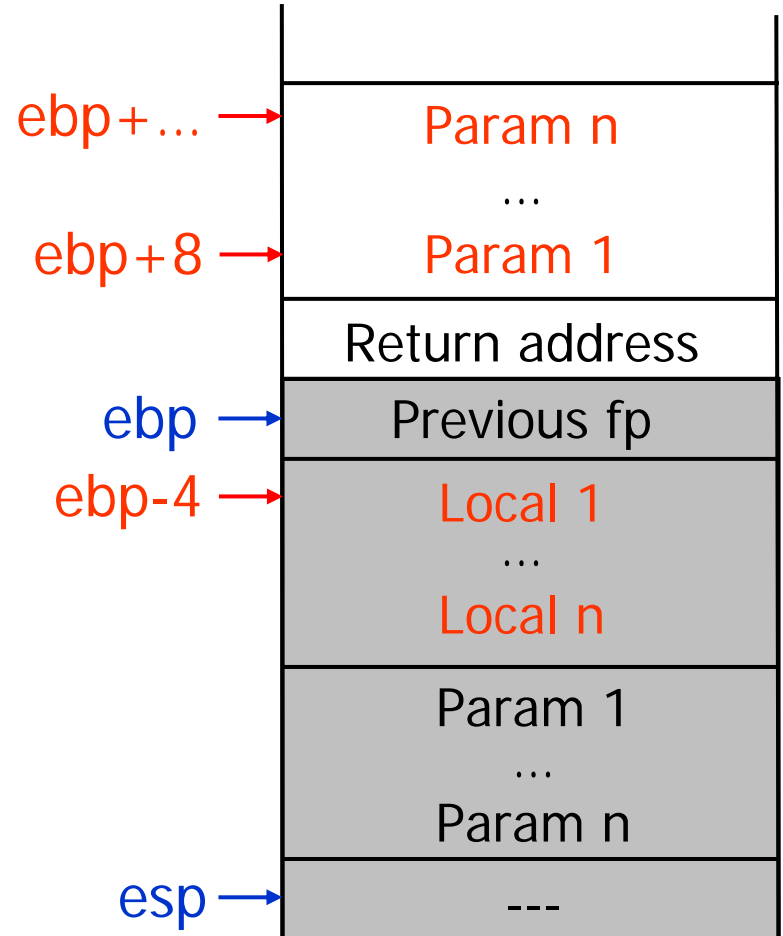 ebp+... Param n
...
ebp+8 Param 1
Return address
ebp Previous fp
ebp-4 Local 1
...
Local n
Param 1
...
Param n
esp ---